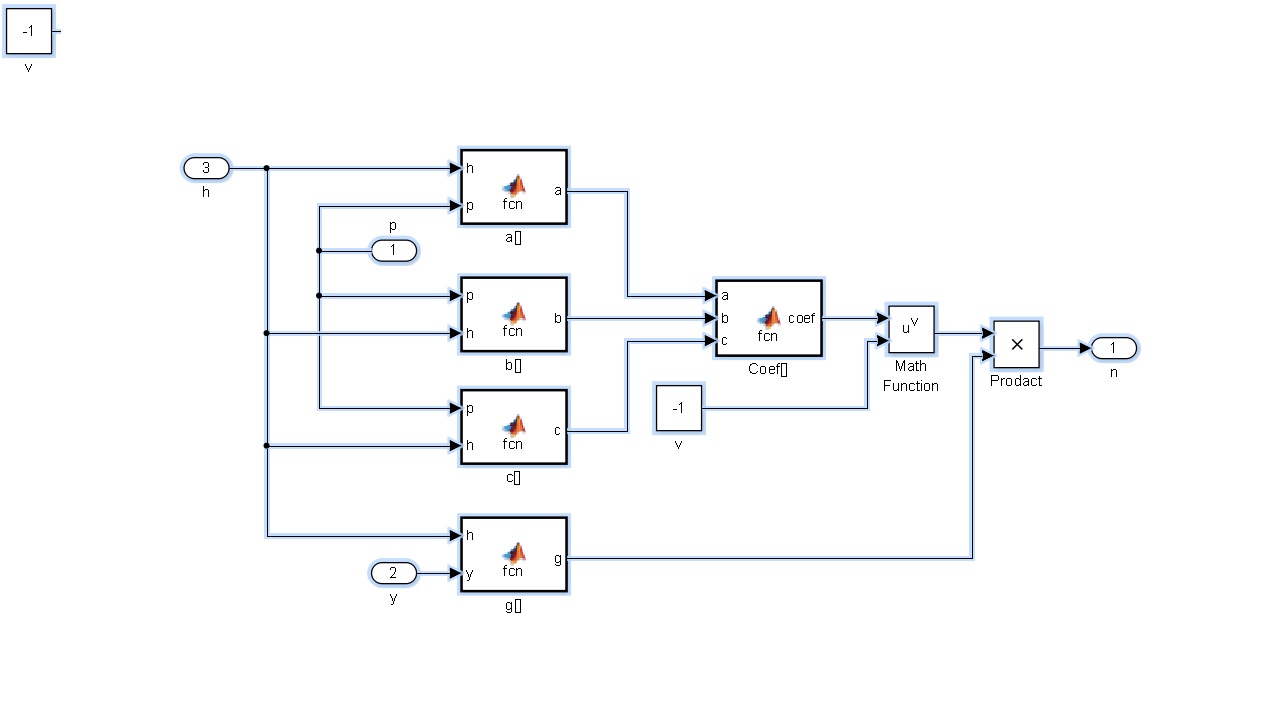 -1
v
3
h
h
p
fcn
a
a[]
p
1
p
h
fcn
b
b[]
p
h
fcn
c
c[]
h
y
fcn
g
g[]
2
y
a
b
c
fcn
coef
Coef[]
-1
v
u^v
Math
Function
×
Prodact
1
n